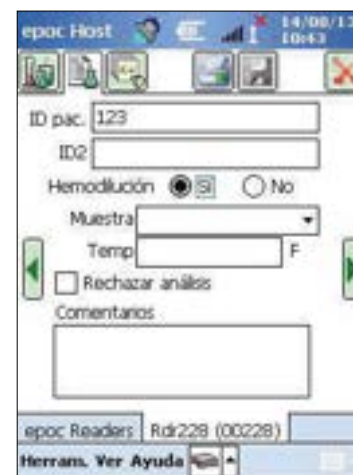 epoc Host 14/08/13
10:43
ID pac. 123
ID2
Hemodilución Sí No
Muestra
Temp F
Rechazar análisis
Comentarios
epoc Readers Rdr228 (00228)
Herram. Ver Ayuda